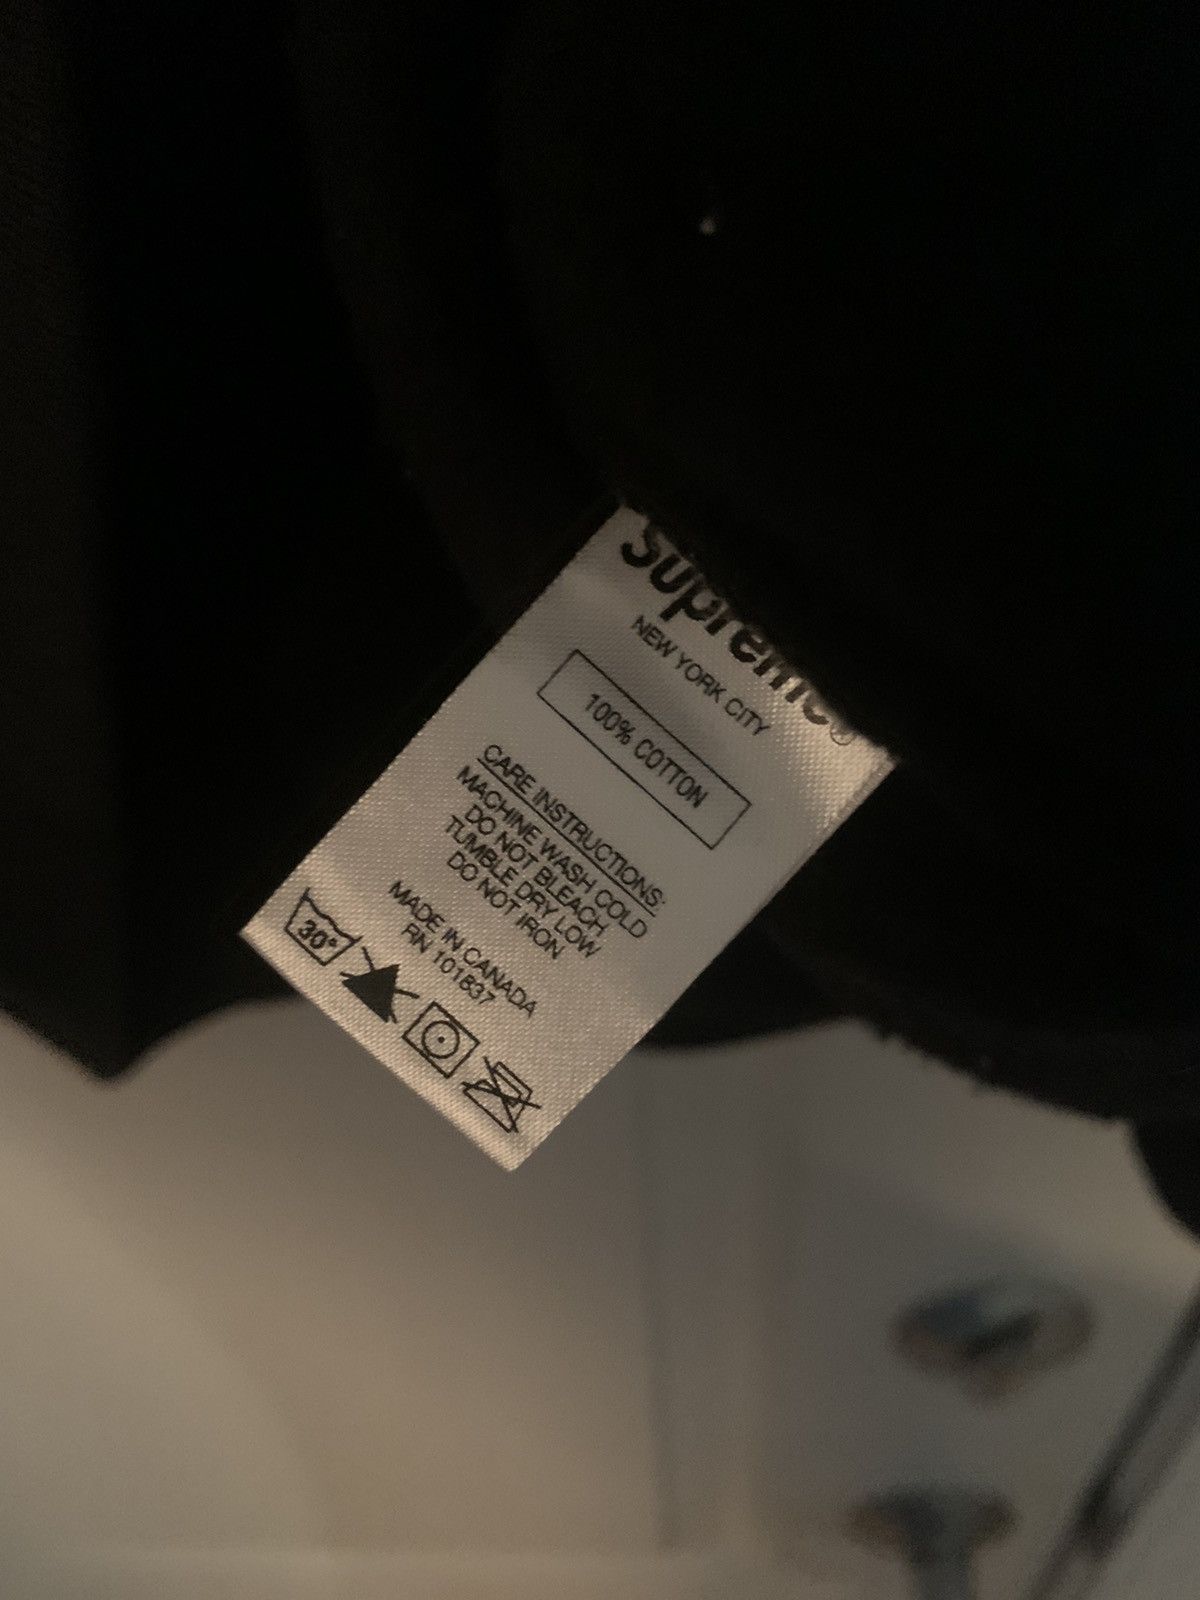 Supreme®
NEW YORK CITY
100% COTTON
CARE INSTRUCTIONS:
MACHINE WASH COLD
DO NOT BLEACH
TUMBLE DRY LOW
DO NOT IRON
MADE IN CANADA
RN 101837
30°